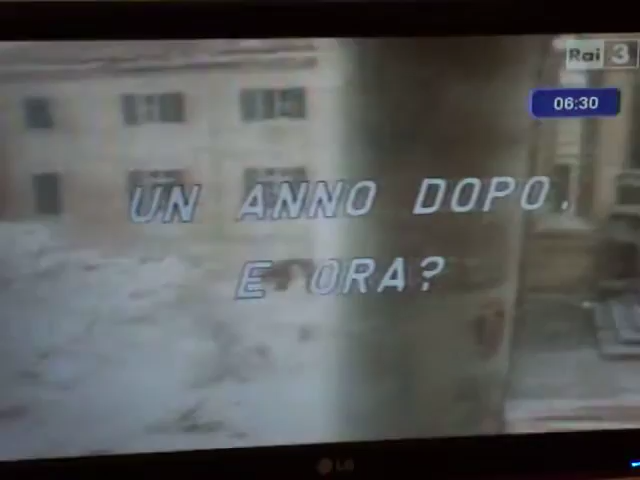 Rai 3
06:30
UN ANNO DOPO.
E ORA?
LG